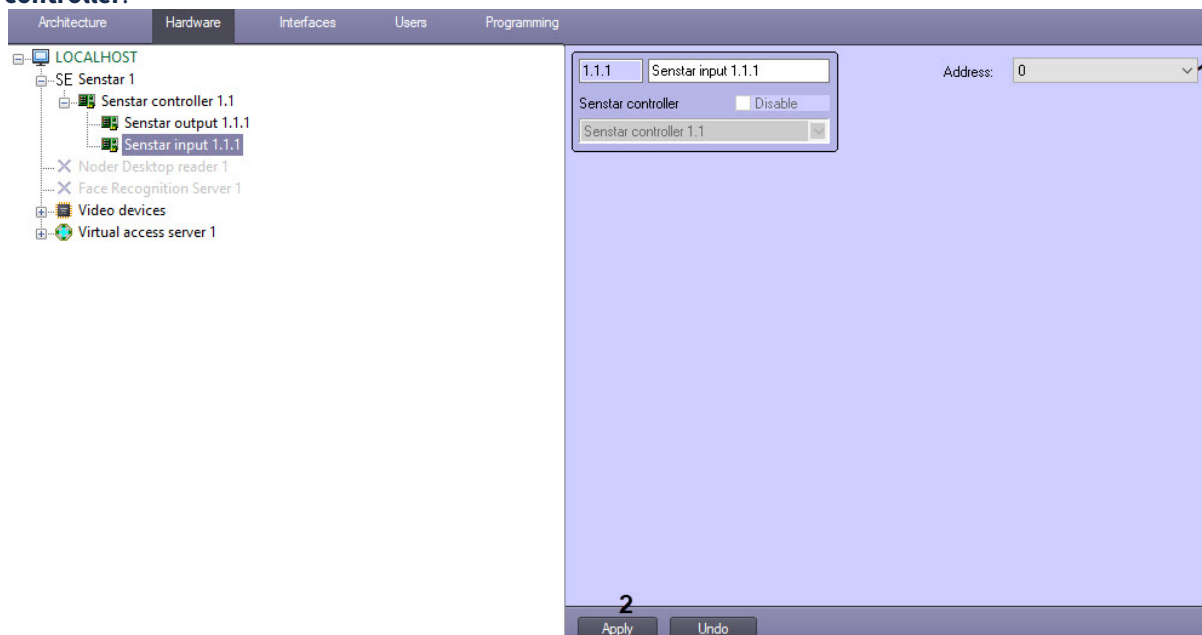 controller.
Architecture Hardware Interfaces Users Programming
LOCALHOST
SE Senstar 1
Senstar controller 1.1
Senstar output 1.1.1
Senstar input 1.1.1
Noder Desktop reader 1
Face Recognition Server 1
Video devices
Virtual access server 1
1.1.1 Senstar input 1.1.1
Senstar controller Disable
Senstar controller 1.1
Address: 0
2
Apply Undo